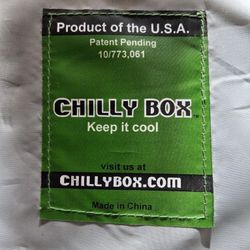 Product of the U.S.A.
Patent Pending
10/773,061
CHILLY BOX
Keep it cool
visit us at
CHILLYBOX.COM
Made in China